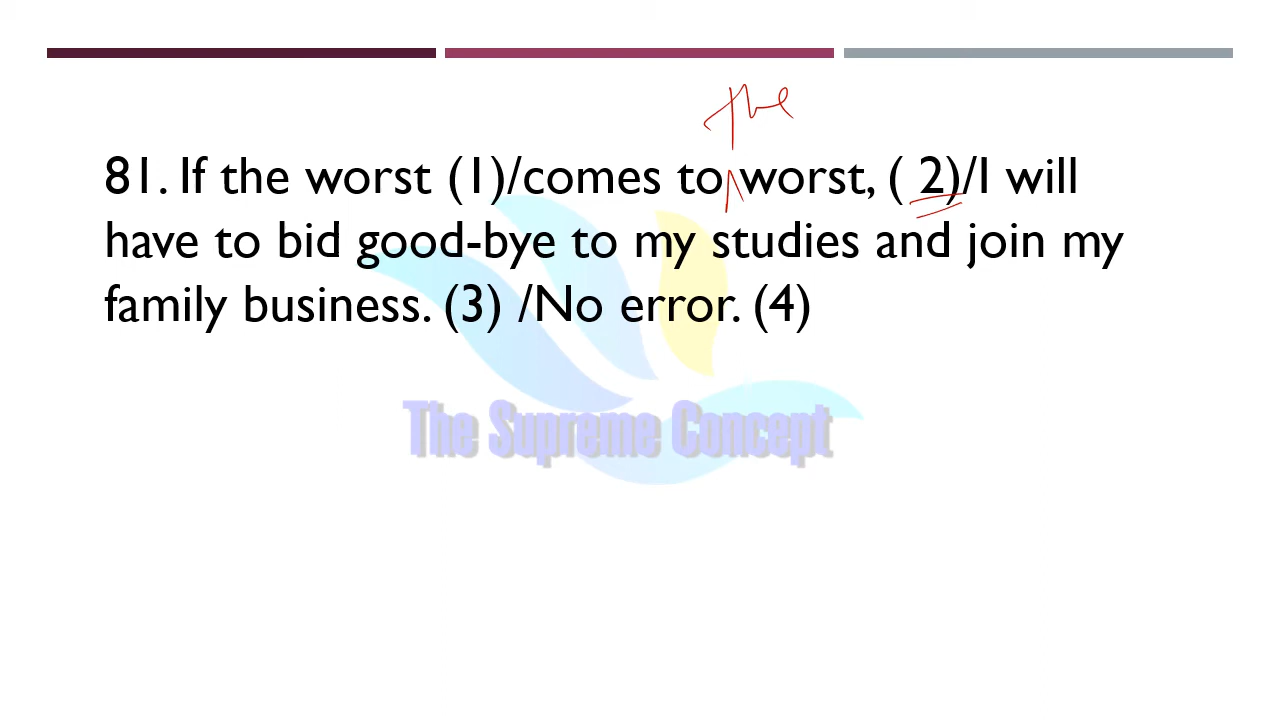 the
81. If the worst (1)/comes to worst, ( 2)/I will
have to bid good-bye to my studies and join my
family business. (3) /No error. (4)
The Supreme Concept